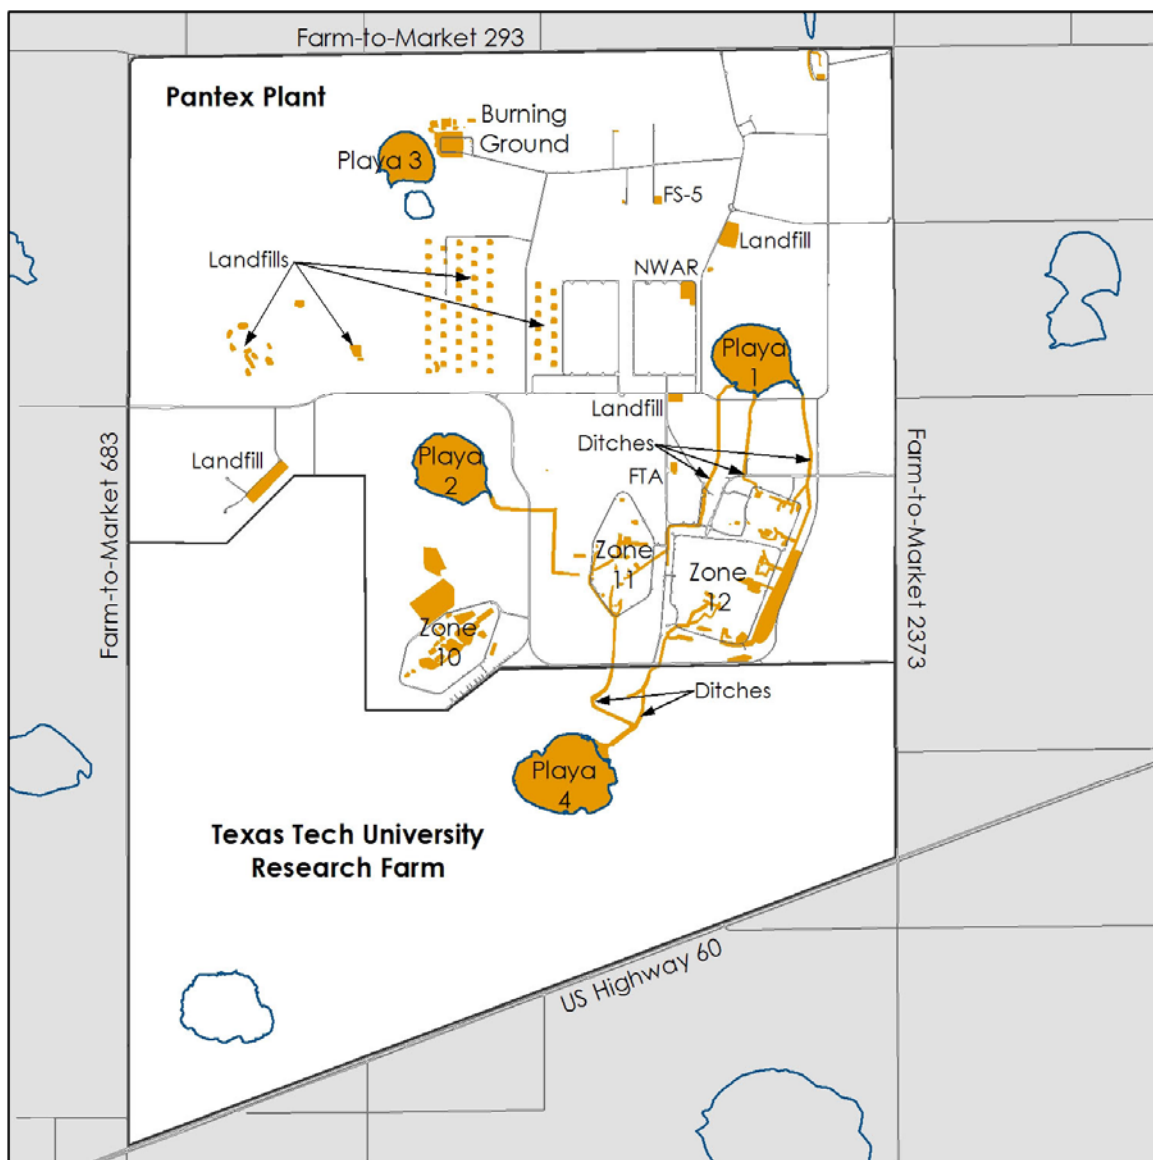 Farm-to-Market 293
Pantex Plant
Burning
Ground
Playa 3
FS-5
Landfill
Landfills
NWAR
Playa
1
Landfill
Ditches
FTA
Farm-to-Market 683
Landfill
Playa
2
Farm-to-Market 2373
Zone
11
Zone
12
Zone
10
Ditches
Playa
4
Texas Tech University
Research Farm
US Highway 60